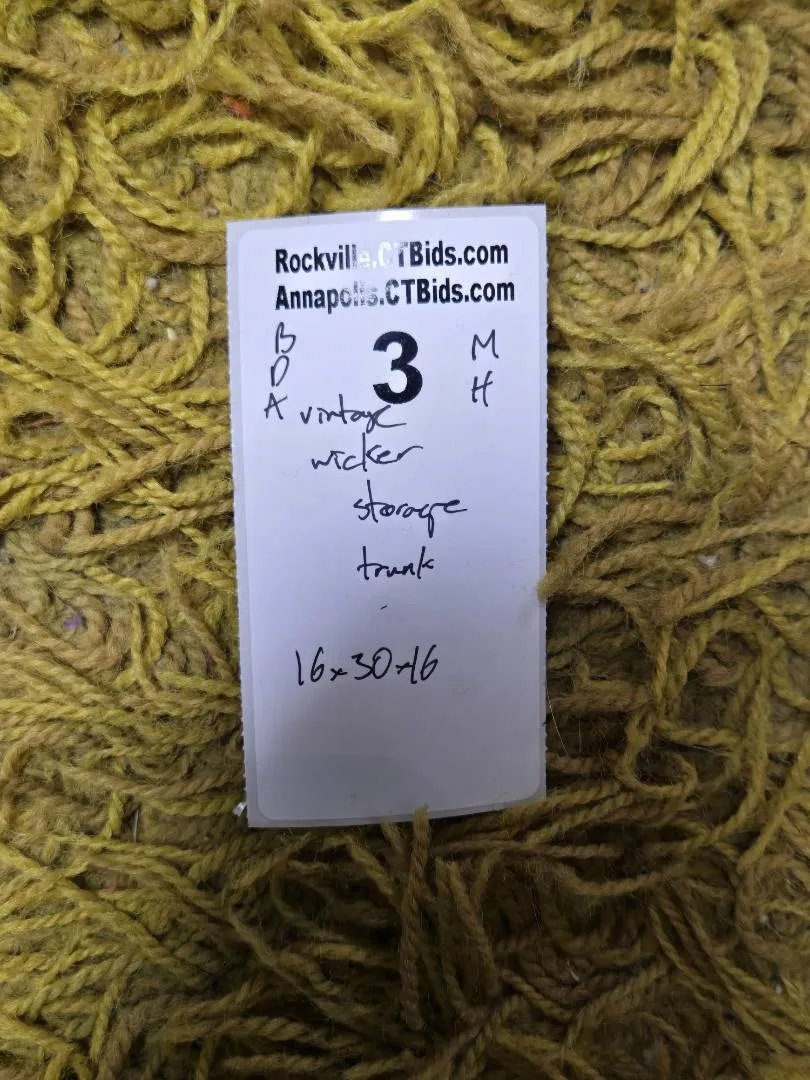 Rockville.CTBids.com
Annapolis.CTBids.com
B
D
A
3
M
H
vintage
wicker
storage
trunk
16x30x16